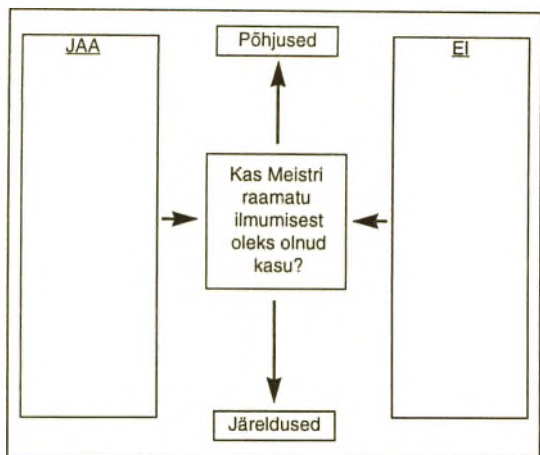 JAA
Põhjused
EI
Kas Meistri
raamatu
ilmumisest
oleks olnud
kasu?
Järeldused